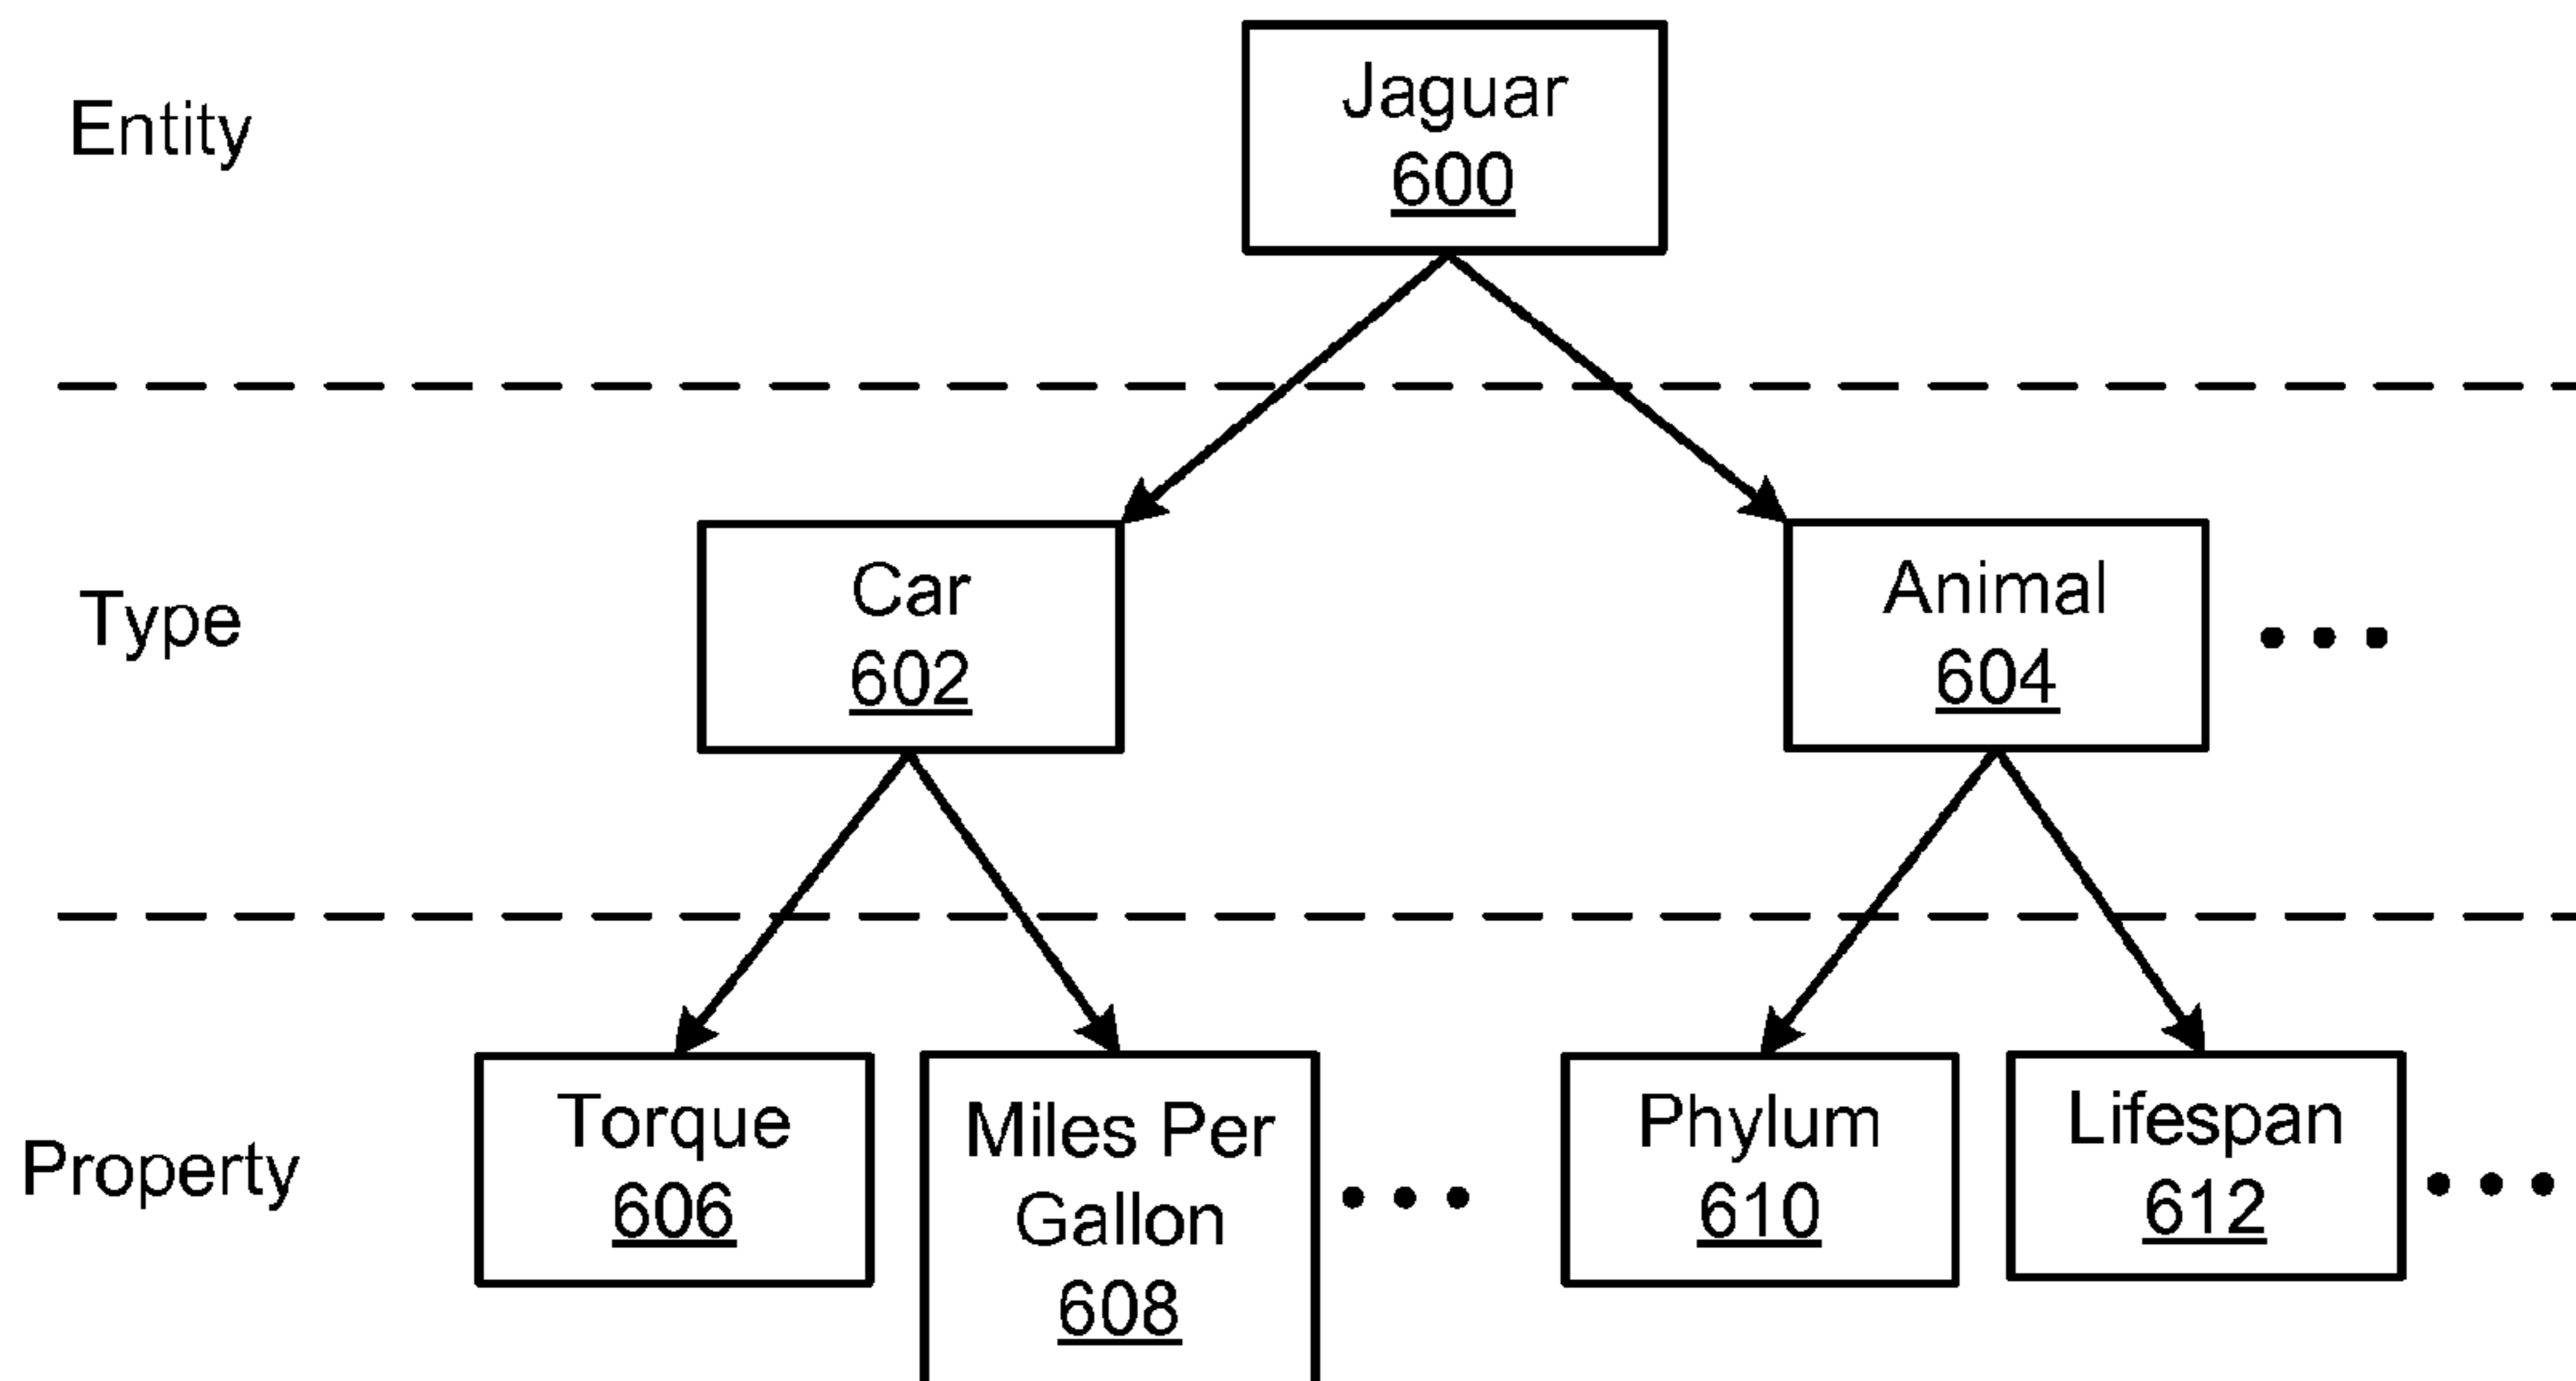 Entity
Jaguar
600
Type
Car
602
Animal
604
Property
Torque
606
Miles Per
Gallon
608
Phylum
610
Lifespan
612